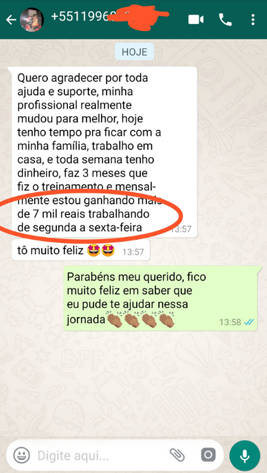 +5511996
HOJE
Quero agradecer por toda
ajuda e suporte, minha
profissional realmente
mudou para melhor, hoje
tenho tempo pra ficar com a
minha família, trabalho em
casa, e toda semana tenho
dinheiro, faz 3 meses que
fiz o treinamento e mensal-
mente estou ganhando mais
de 7 mil reais trabalhando
de segunda a sexta-feira
13:57
tô muito feliz 🤩🤩 13:57
Parabéns meu querido, fico
muito feliz em saber que
eu pude te ajudar nessa
jornada👏🏽👏🏽👏🏽👏🏽
13:58
Digite aqui...